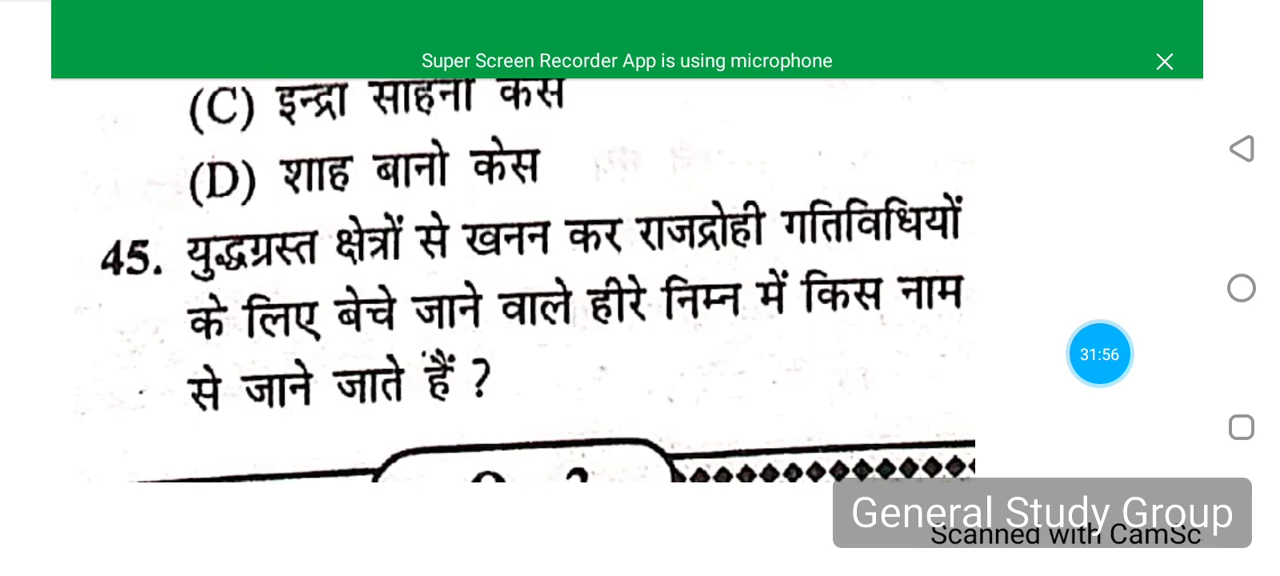 Super Screen Recorder App is using microphone
(C) इन्द्रा साहनी केस
(D) शाह बानो केस
45. युद्धग्रस्त क्षेत्रों से खनन कर राजद्रोही गतिविधियों
के लिए बेचे जाने वाले हीरे निम्न में किस नाम
से जाने जाते हैं ?
31:56
General Study Group
Scanned with CamSc